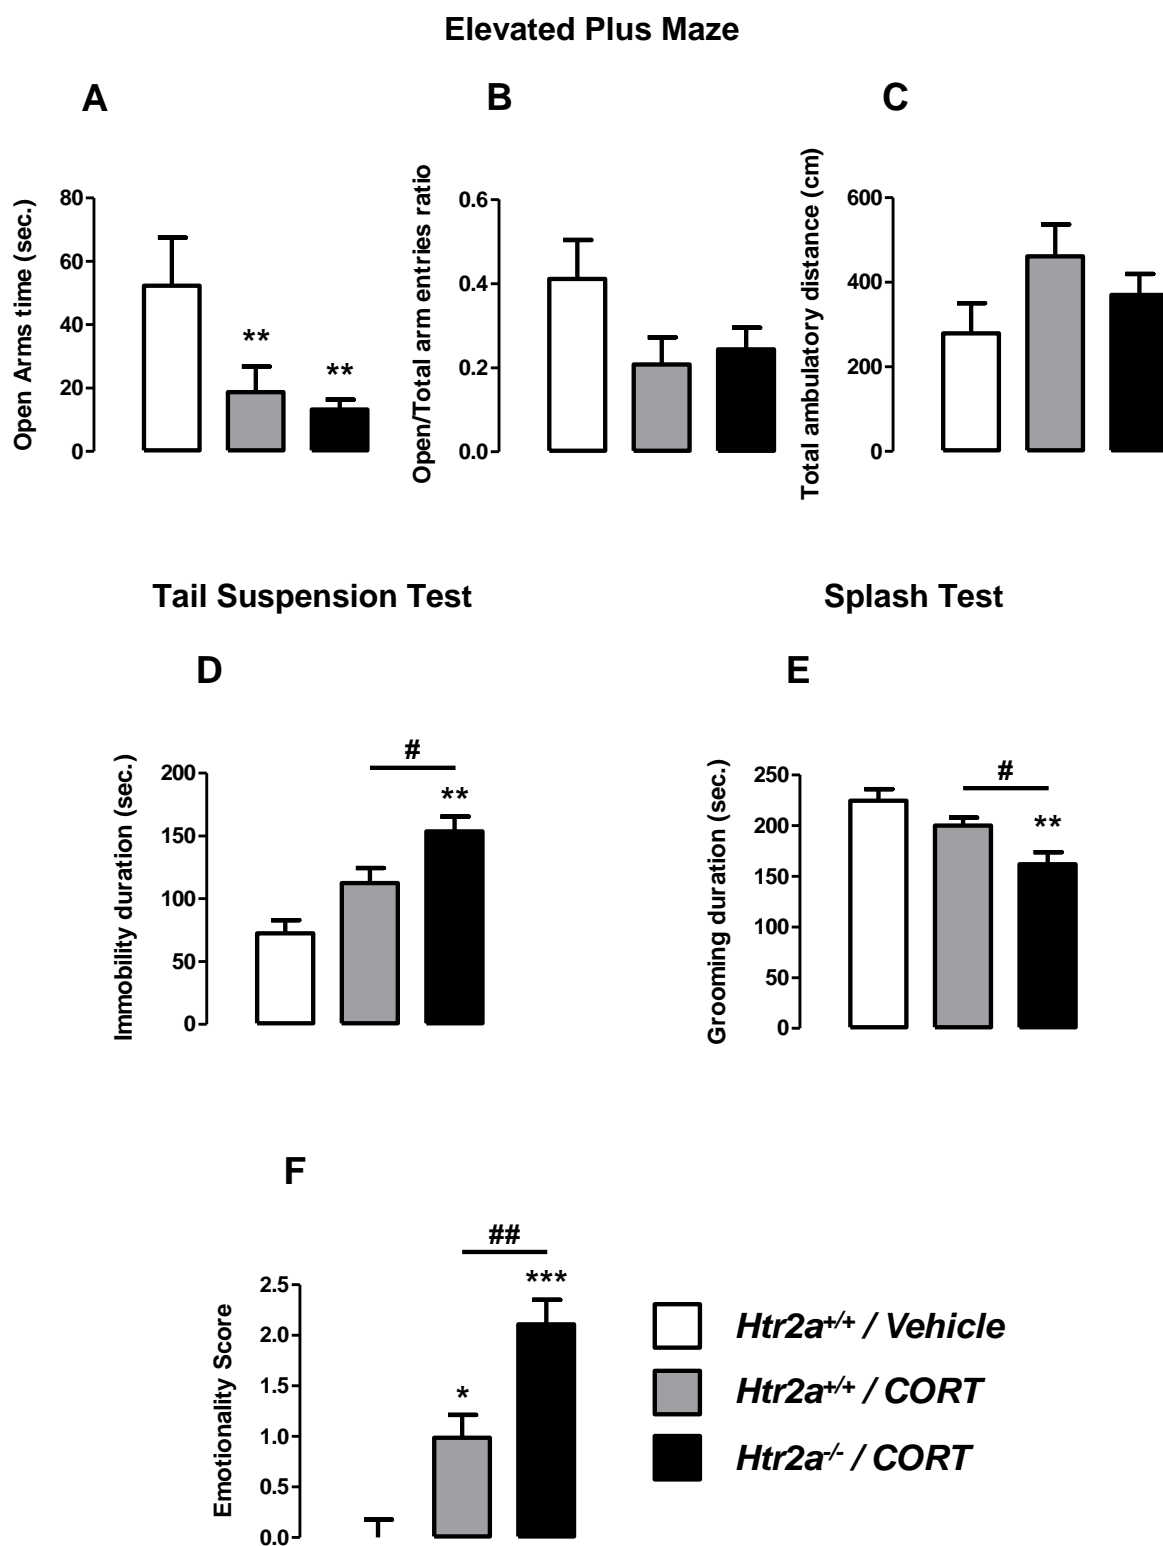 Elevated Plus Maze
A
B
C
Open Arms time (sec.)
80
60
40
20
0
**
**
Open/Total arm entries ratio
0.6
0.4
0.2
0.0
Total ambulatory distance (cm)
600
400
200
0
Tail Suspension Test
Splash Test
D
E
Immobility duration (sec.)
200
150
100
50
0
#
**
Grooming duration (sec.)
250
200
150
100
50
0
#
**
F
Emotionality Score
2.5
2.0
1.5
1.0
0.5
0.0
##
***
*
Htr2a+/+ / Vehicle
Htr2a+/+ / CORT
Htr2a-/- / CORT